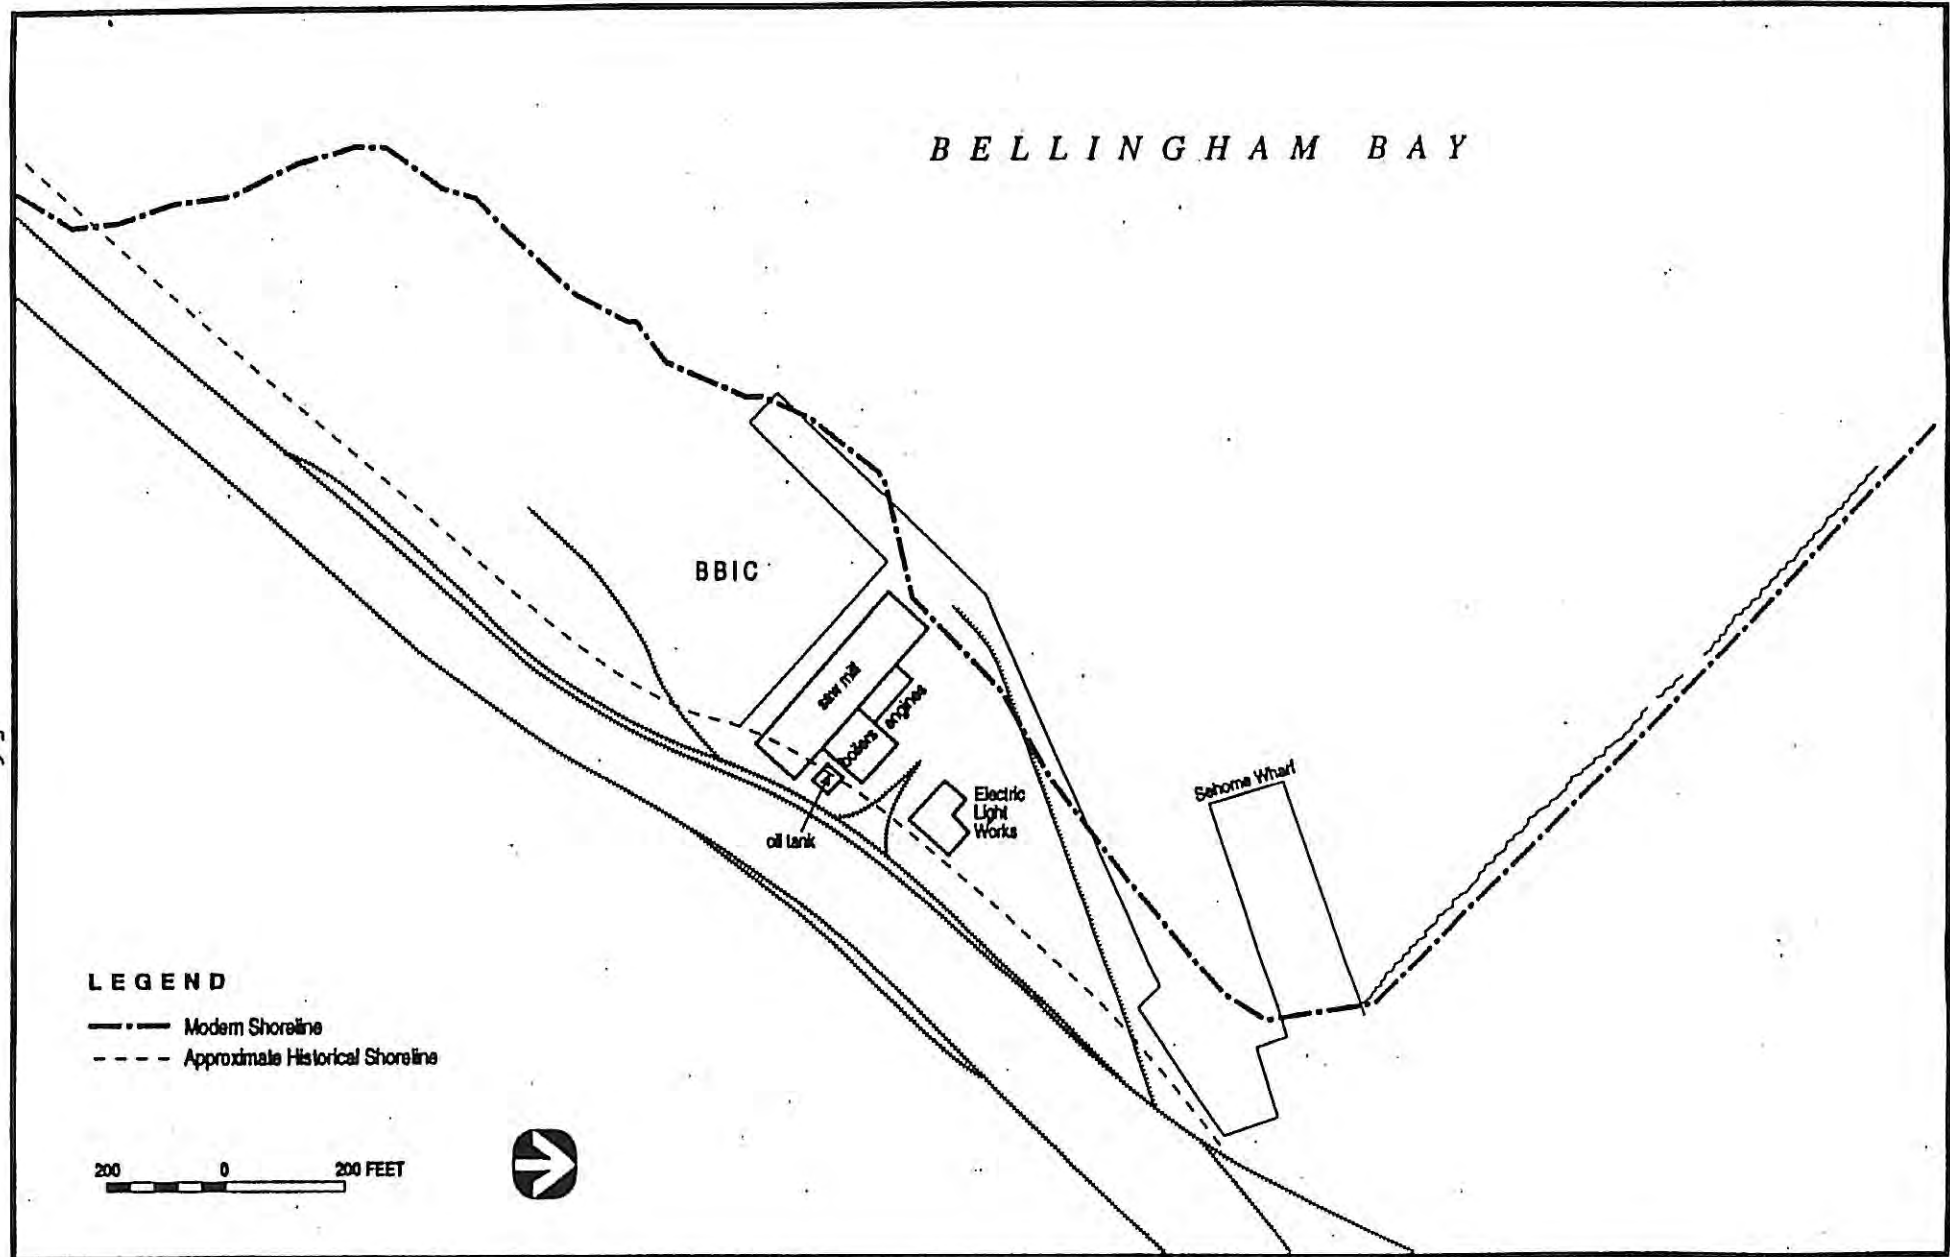 BELLINGHAM BAY
BBIC
saw mill
engines
boilers
oil tank
Electric
Light
Works
Sehome Wharf
LEGEND
Modern Shoreline
Approximate Historical Shoreline
200 0 200 FEET